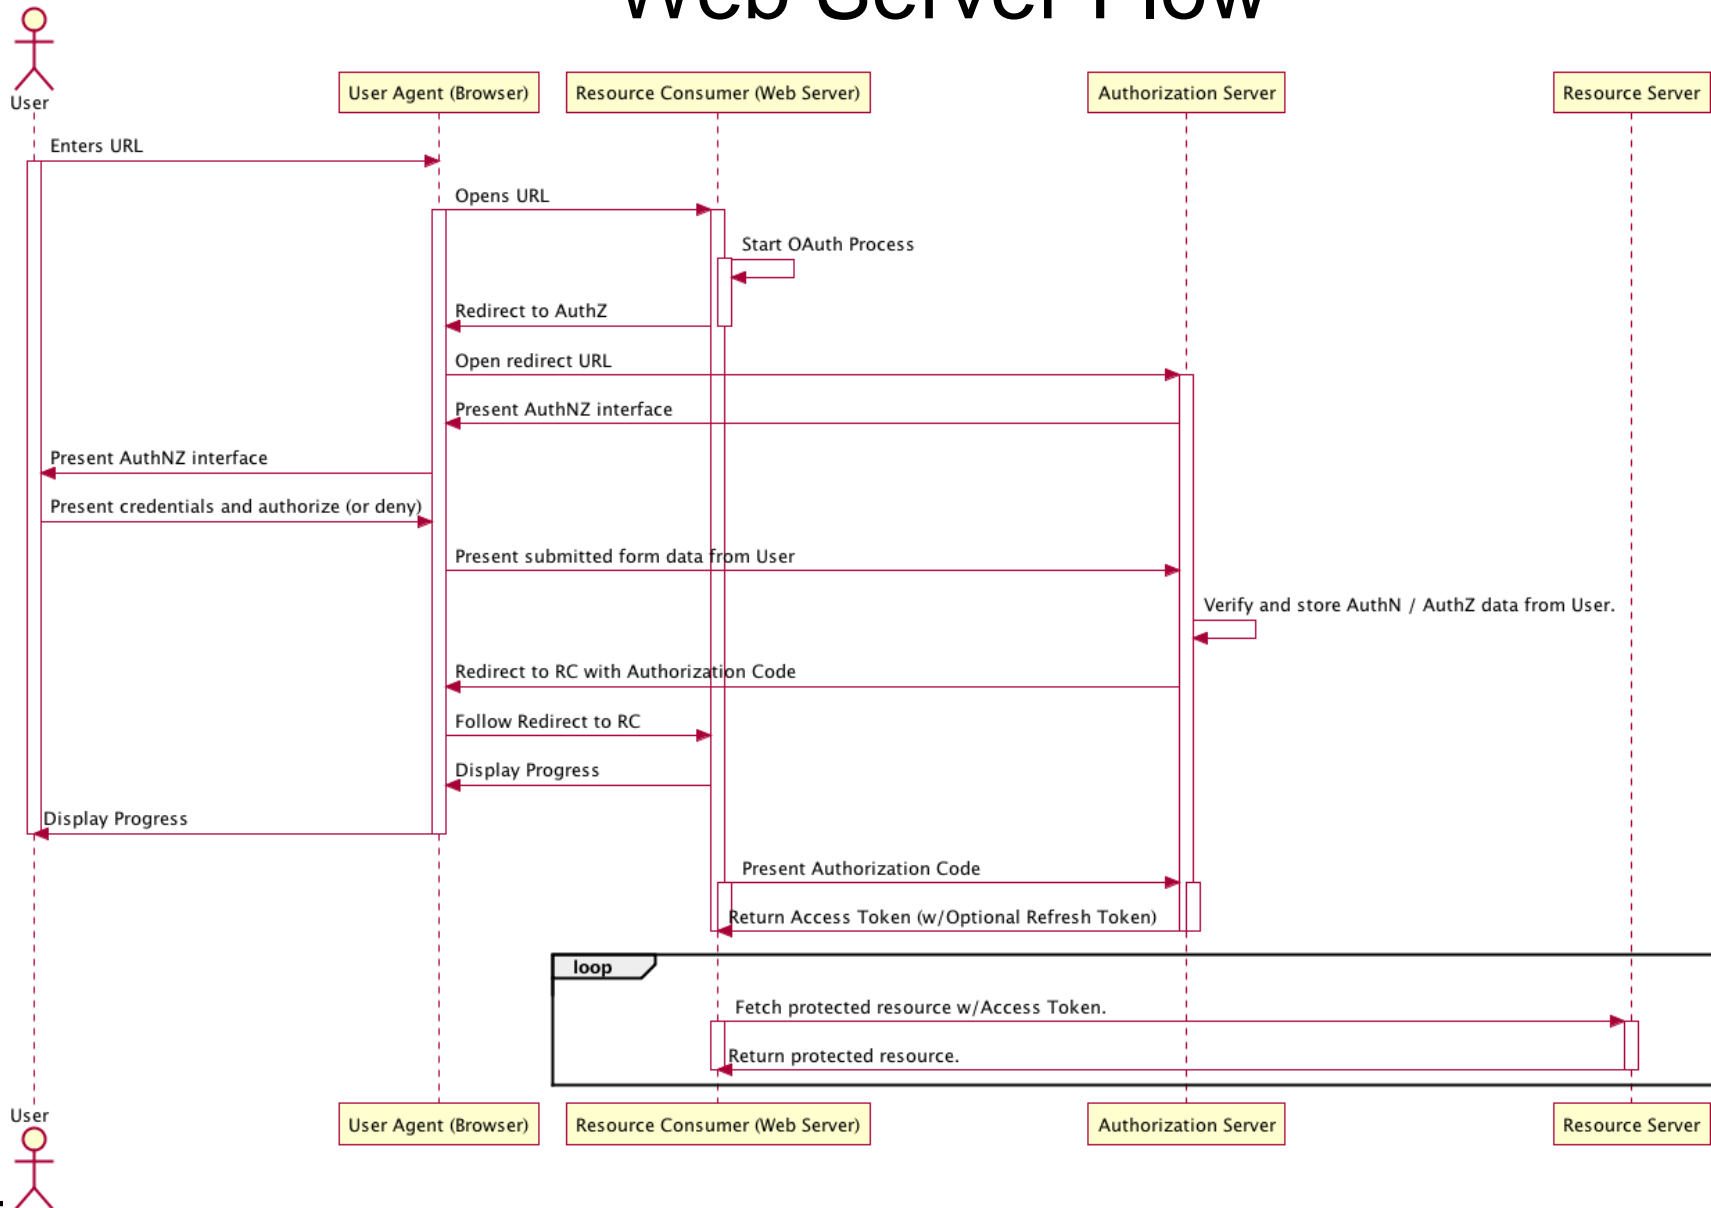 Web Server Flow
User
User Agent (Browser)
Resource Consumer (Web Server)
Authorization Server
Resource Server
Enters URL
Opens URL
Start OAuth Process
Redirect to AuthZ
Open redirect URL
Present AuthNZ interface
Present AuthNZ interface
Present credentials and authorize (or deny)
Present submitted form data from User
Verify and store AuthN / AuthZ data from User.
Redirect to RC with Authorization Code
Follow Redirect to RC
Display Progress
Display Progress
Present Authorization Code
Return Access Token (w/Optional Refresh Token)
loop
Fetch protected resource w/Access Token.
Return protected resource.
User
User Agent (Browser)
Resource Consumer (Web Server)
Authorization Server
Resource Server